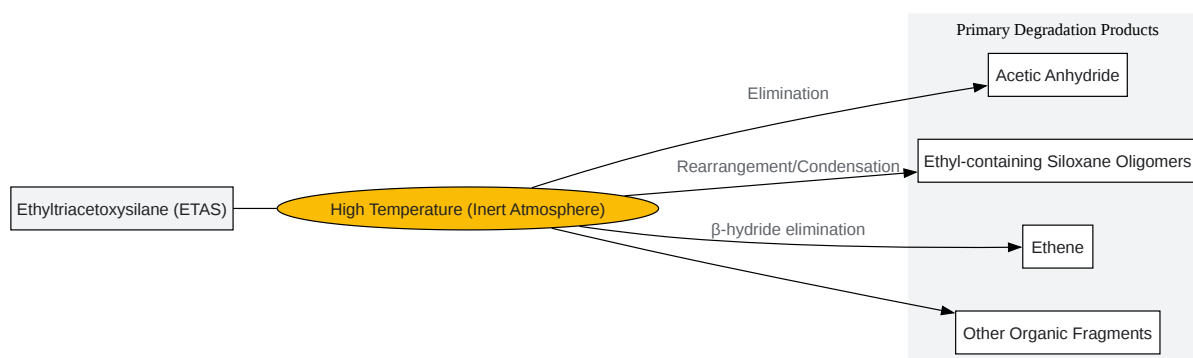 Primary Degradation Products
Acetic Anhydride
Elimination
Rearrangement/Condensation
Ethyl-containing Siloxane Oligomers
Ethyltriacetoxysilane (ETAS)
High Temperature (Inert Atmosphere)
β-hydride elimination
Ethene
Other Organic Fragments